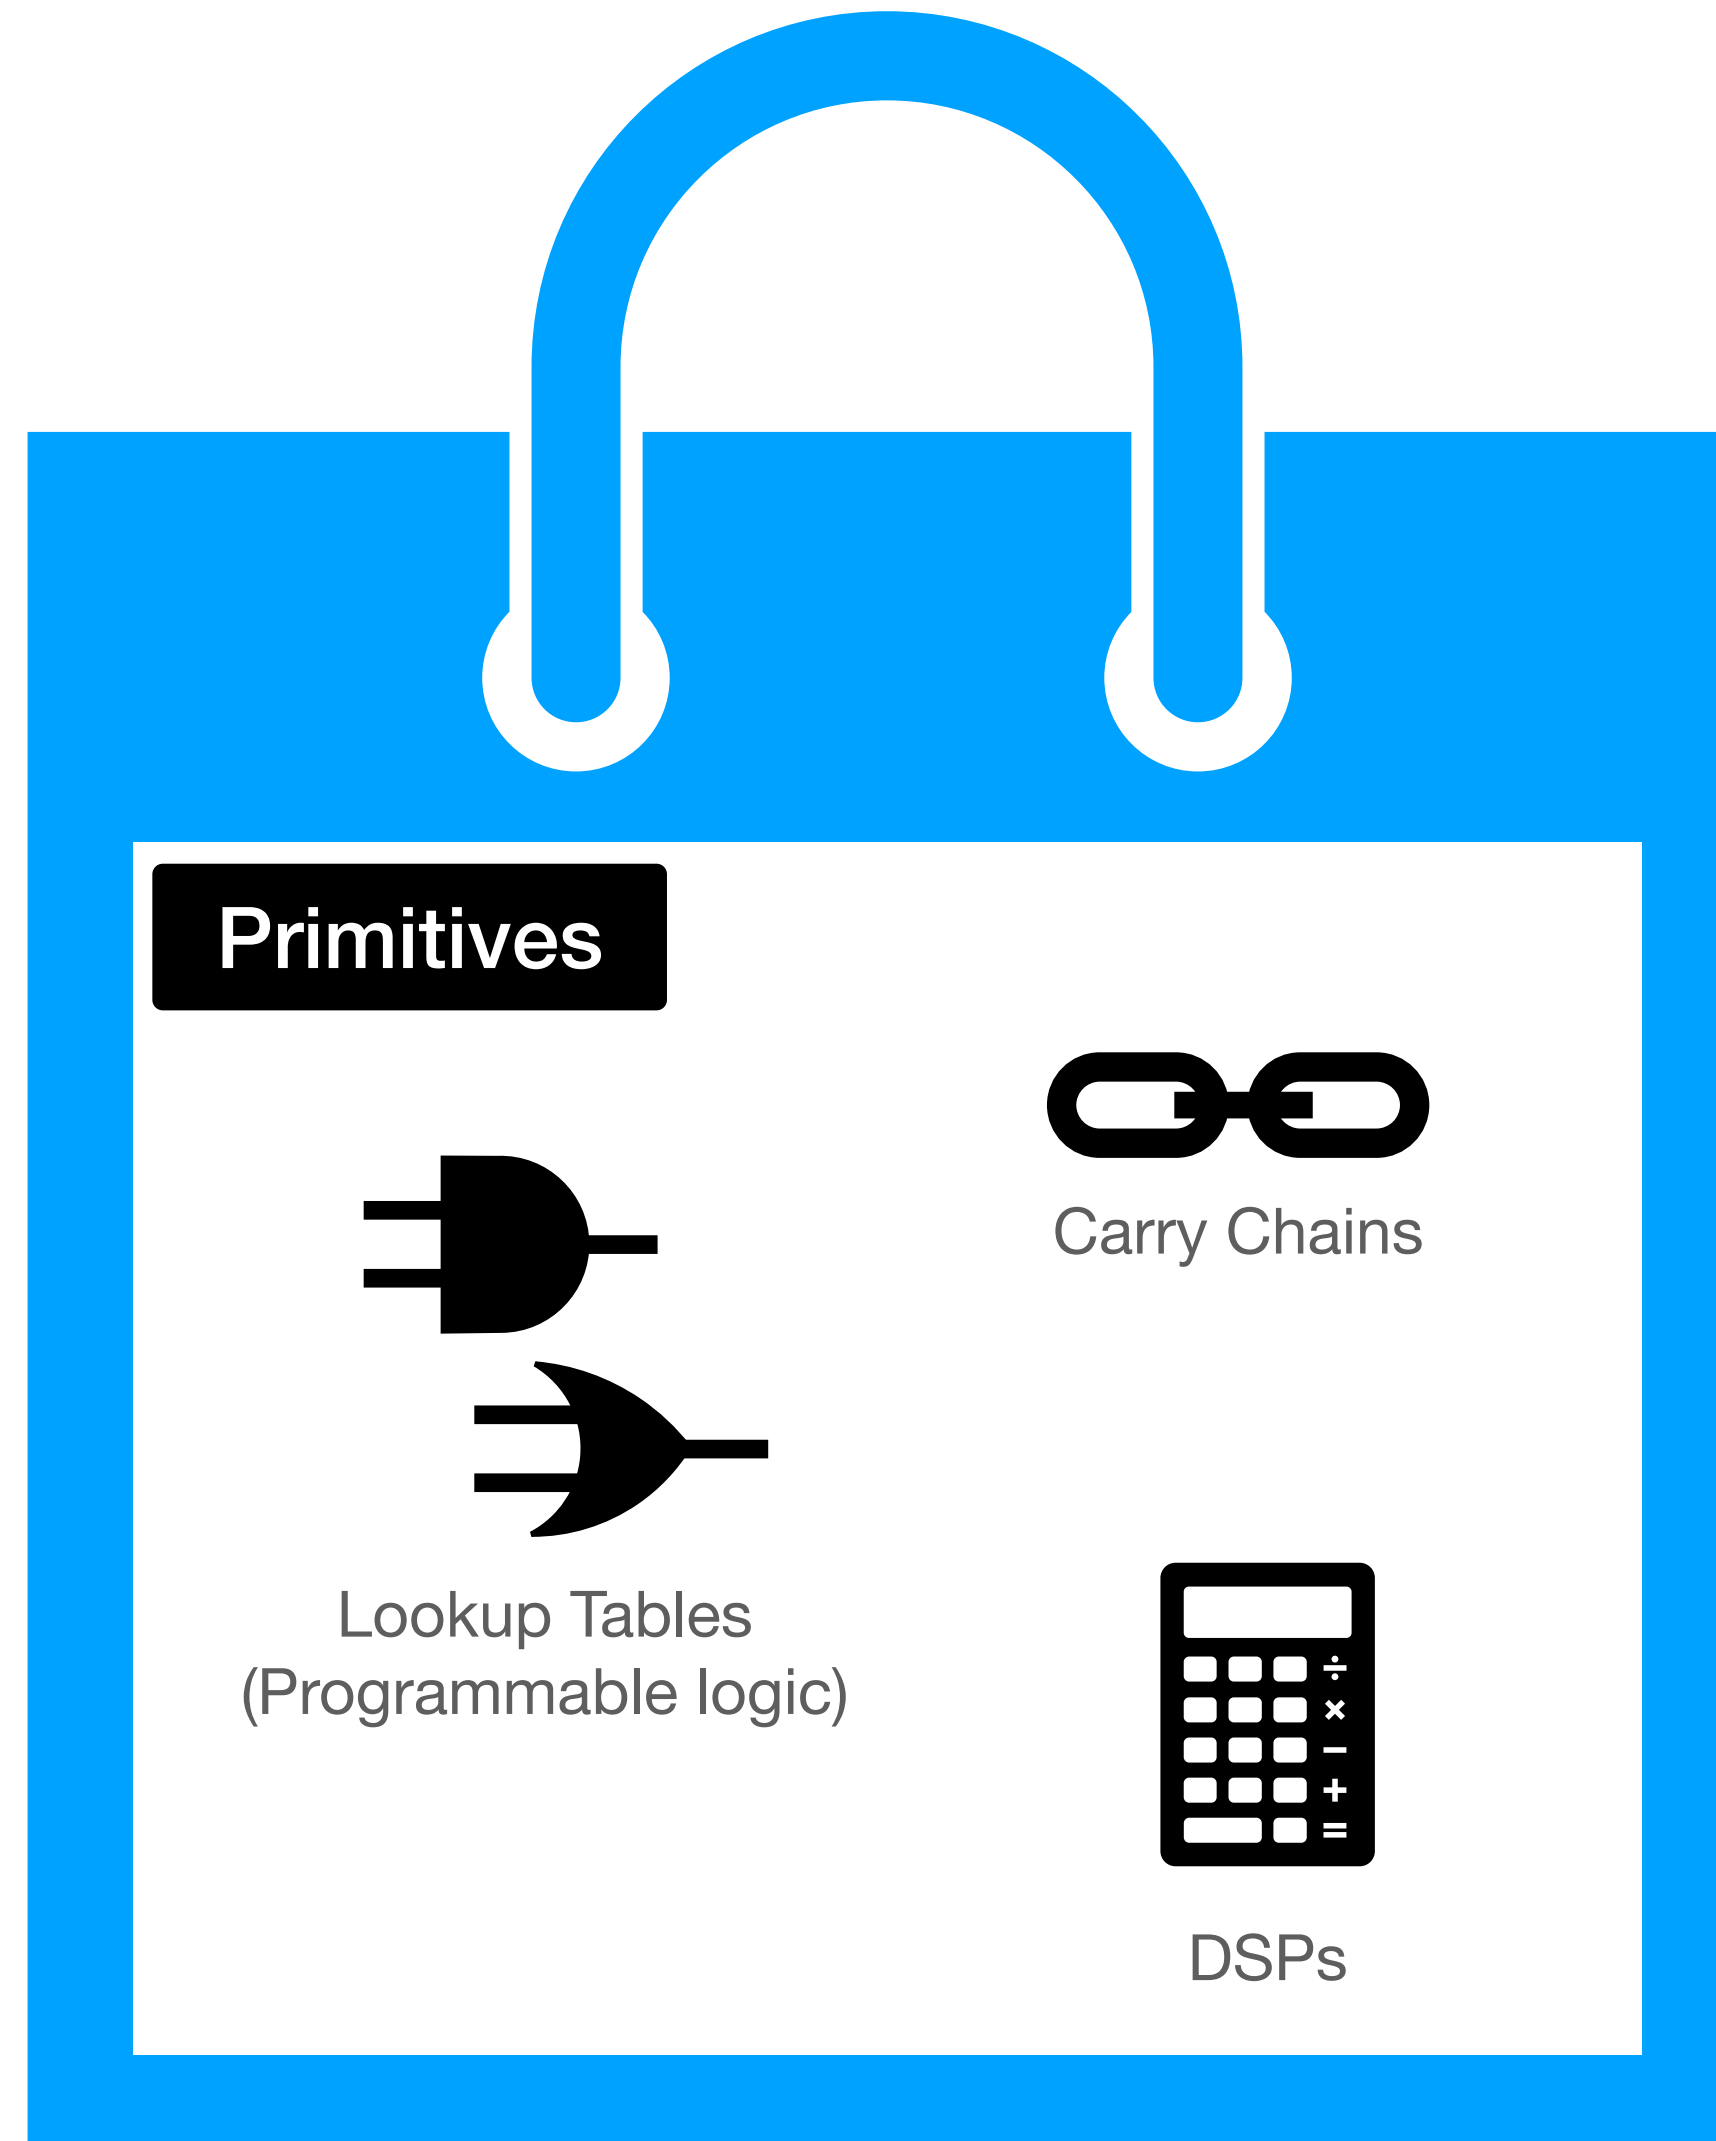 Primitives
Carry Chains
Lookup Tables
(Programmable logic)
÷
×
−
+
=
DSPs